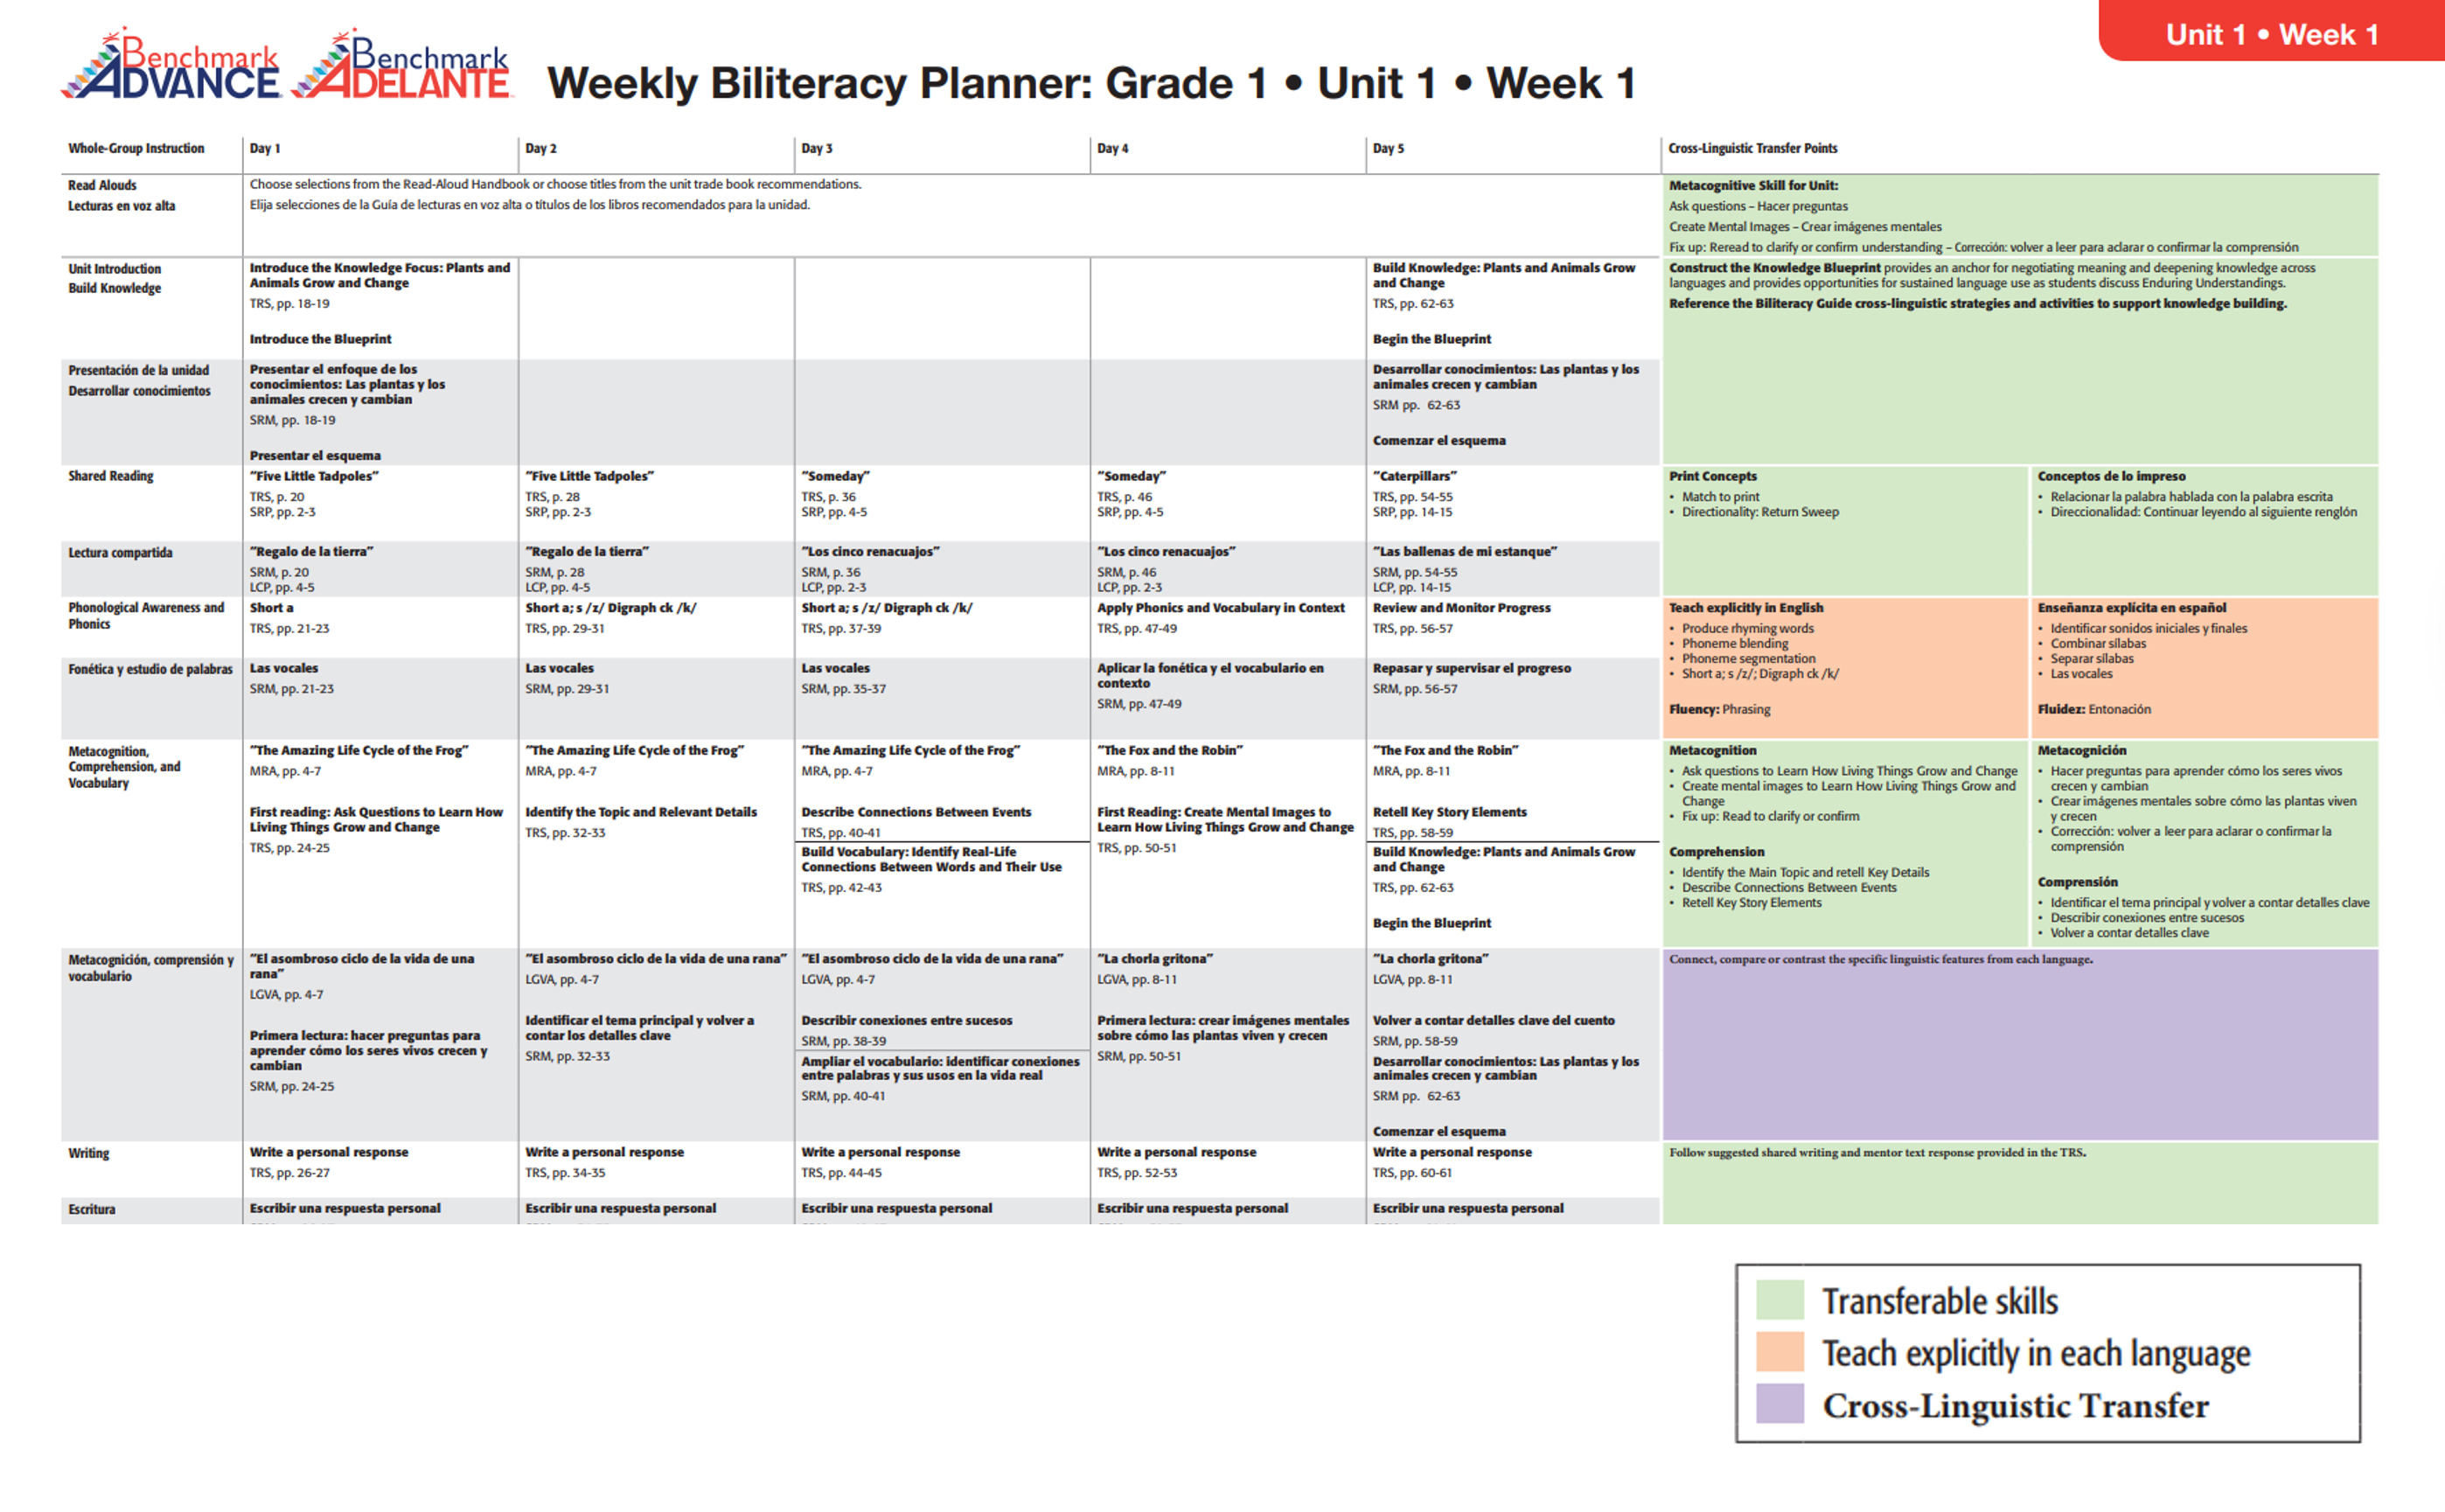 Unit 1 • Week 1
Benchmark ADVANCE
Benchmark ADELANTE
Weekly Biliteracy Planner: Grade 1 • Unit 1 • Week 1
Whole-Group Instruction
Day 1
Day 2
Day 3
Day 4
Day 5
Cross-Linguistic Transfer Points
Read Alouds
Lecturas en voz alta
Choose selections from the Read-Aloud Handbook or choose titles from the unit trade book recommendations.
Elija selecciones de la Guía de lecturas en voz alta o títulos de los libros recomendados para la unidad.
Metacognitive Skill for Unit:
Ask questions – Hacer preguntas
Create Mental Images – Crear imágenes mentales
Fix up: Reread to clarify or confirm understanding – Corrección: volver a leer para aclarar o confirmar la comprensión
Unit Introduction
Build Knowledge
Introduce the Knowledge Focus: Plants and
Animals Grow and Change
TRS, pp. 18-19
Introduce the Blueprint
Build Knowledge: Plants and Animals Grow
and Change
TRS, pp. 62-63
Begin the Blueprint
Construct the Knowledge Blueprint provides an anchor for negotiating meaning and deepening knowledge across
languages and provides opportunities for sustained language use as students discuss Enduring Understandings.
Reference the Biliteracy Guide cross-linguistic strategies and activities to support knowledge building.
Presentación de la unidad
Desarrollar conocimientos
Presentar el enfoque de los
conocimientos: Las plantas y los
animales crecen y cambian
SRM, pp. 18-19
Presentar el esquema
Desarrollar conocimientos: Las plantas y los
animales crecen y cambian
SRM pp. 62-63
Comenzar el esquema
Shared Reading
"Five Little Tadpoles"
TRS, p. 20
SRP, pp. 2-3
"Five Little Tadpoles"
TRS, p. 28
SRP, pp. 2-3
"Someday"
TRS, p. 36
SRP, pp. 4-5
"Someday"
TRS, p. 46
SRP, pp. 4-5
"Caterpillars"
TRS, pp. 54-55
SRP, pp. 14-15
Print Concepts
• Match to print
• Directionality: Return Sweep
Conceptos de lo impreso
• Relacionar la palabra hablada con la palabra escrita
• Direccionalidad: Continuar leyendo al siguiente renglón
Lectura compartida
"Regalo de la tierra"
SRM, p. 20
LCP, pp. 4-5
"Regalo de la tierra"
SRM, p. 28
LCP, pp. 4-5
"Los cinco renacuajos"
SRM, p. 36
LCP, pp. 2-3
"Los cinco renacuajos"
SRM, p. 46
LCP, pp. 2-3
"Las ballenas de mi estanque"
SRM, pp. 54-55
LCP, pp. 14-15
Phonological Awareness and
Phonics
Short a
TRS, pp. 21-23
Short a; s /z/ Digraph ck /k/
TRS, pp. 29-31
Short a; s /z/ Digraph ck /k/
TRS, pp. 37-39
Apply Phonics and Vocabulary in Context
TRS, pp. 47-49
Review and Monitor Progress
TRS, pp. 56-57
Teach explicitly in English
• Produce rhyming words
• Phoneme blending
• Phoneme segmentation
• Short a; s /z/; Digraph ck /k/
Fluency: Phrasing
Enseñanza explícita en español
• Identificar sonidos iniciales y finales
• Combinar sílabas
• Separar sílabas
• Las vocales
Fluidez: Entonación
Fonética y estudio de palabras
Las vocales
SRM, pp. 21-23
Las vocales
SRM, pp. 29-31
Las vocales
SRM, pp. 35-37
Aplicar la fonética y el vocabulario en
contexto
SRM, pp. 47-49
Repasar y supervisar el progreso
SRM, pp. 56-57
Metacognition,
Comprehension, and
Vocabulary
"The Amazing Life Cycle of the Frog"
MRA, pp. 4-7
First reading: Ask Questions to Learn How
Living Things Grow and Change
TRS, pp. 24-25
"The Amazing Life Cycle of the Frog"
MRA, pp. 4-7
Identify the Topic and Relevant Details
TRS, pp. 32-33
"The Amazing Life Cycle of the Frog"
MRA, pp. 4-7
Describe Connections Between Events
TRS, pp. 40-41
Build Vocabulary: Identify Real-Life
Connections Between Words and Their Use
TRS, pp. 42-43
"The Fox and the Robin"
MRA, pp. 8-11
First Reading: Create Mental Images to
Learn How Living Things Grow and Change
TRS, pp. 50-51
"The Fox and the Robin"
MRA, pp. 8-11
Retell Key Story Elements
TRS, pp. 58-59
Build Knowledge: Plants and Animals Grow
and Change
TRS, pp. 62-63
Begin the Blueprint
Metacognition
• Ask questions to Learn How Living Things Grow and Change
• Create mental images to Learn How Living Things Grow and
Change
• Fix up: Read to clarify or confirm
Comprehension
• Identify the Main Topic and retell Key Details
• Describe Connections Between Events
• Retell Key Story Elements
Metacognición
• Hacer preguntas para aprender cómo los seres vivos
crecen y cambian
• Crear imágenes mentales sobre cómo las plantas viven
y crecen
• Corrección: volver a leer para aclarar o confirmar la
comprensión
Comprensión
• Identificar el tema principal y volver a contar detalles clave
• Describir conexiones entre sucesos
• Volver a contar detalles clave
Metacognición, comprensión y
vocabulario
"El asombroso ciclo de la vida de una
rana"
LGVA, pp. 4-7
Primera lectura: hacer preguntas para
aprender cómo los seres vivos crecen y
cambian
SRM, pp. 24-25
"El asombroso ciclo de la vida de una rana"
LGVA, pp. 4-7
Identificar el tema principal y volver a
contar los detalles clave
SRM, pp. 32-33
"El asombroso ciclo de la vida de una rana"
LGVA, pp. 4-7
Describir conexiones entre sucesos
SRM, pp. 38-39
Ampliar el vocabulario: identificar conexiones
entre palabras y sus usos en la vida real
SRM, pp. 40-41
"La chorla gritona"
LGVA, pp. 8-11
Primera lectura: crear imágenes mentales
sobre cómo las plantas viven y crecen
SRM, pp. 50-51
"La chorla gritona"
LGVA, pp. 8-11
Volver a contar detalles clave del cuento
SRM, pp. 58-59
Desarrollar conocimientos: Las plantas y los
animales crecen y cambian
SRM pp. 62-63
Comenzar el esquema
Connect, compare or contrast the specific linguistic features from each language.
Writing
Write a personal response
TRS, pp. 26-27
Write a personal response
TRS, pp. 34-35
Write a personal response
TRS, pp. 44-45
Write a personal response
TRS, pp. 52-53
Write a personal response
TRS, pp. 60-61
Follow suggested shared writing and mentor text response provided in the TRS.
Escritura
Escribir una respuesta personal
Escribir una respuesta personal
Escribir una respuesta personal
Escribir una respuesta personal
Escribir una respuesta personal
Transferable skills
Teach explicitly in each language
Cross-Linguistic Transfer